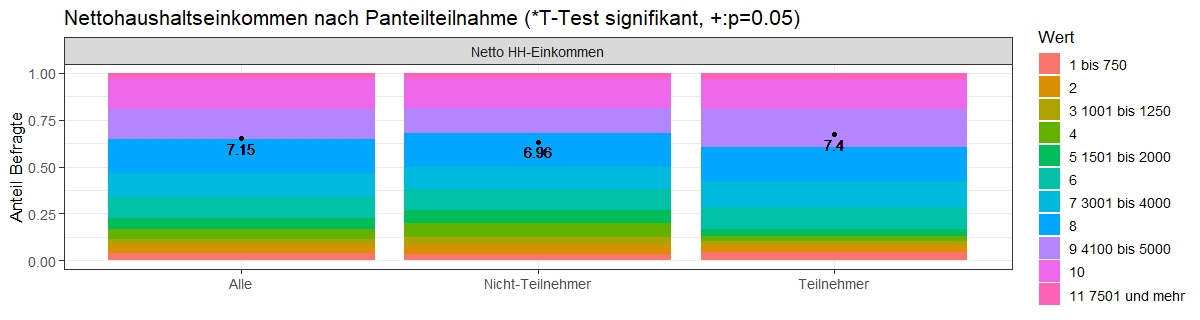 Nettohaushaltseinkommen nach Panteilteilnahme (*T-Test signifikant, +:p=0.05)
Netto HH-Einkommen
Anteil Befragte
1.00
0.75
0.50
0.25
0.00
7.15
6.96
7.4
Alle
Nicht-Teilnehmer
Teilnehmer
Wert
1 bis 750
2
3 1001 bis 1250
4
5 1501 bis 2000
6
7 3001 bis 4000
8
9 4100 bis 5000
10
11 7501 und mehr